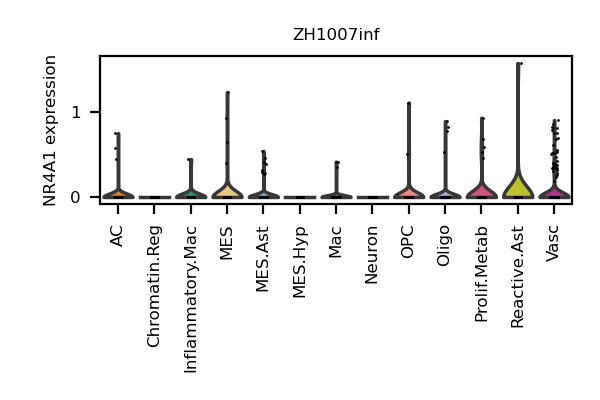 ZH1007inf
NR4A1 expression
1
0
AC
Chromatin.Reg
Inflammatory.Mac
MES
MES.Ast
MES.Hyp
Mac
Neuron
OPC
Oligo
Prolif.Metab
Reactive.Ast
Vasc